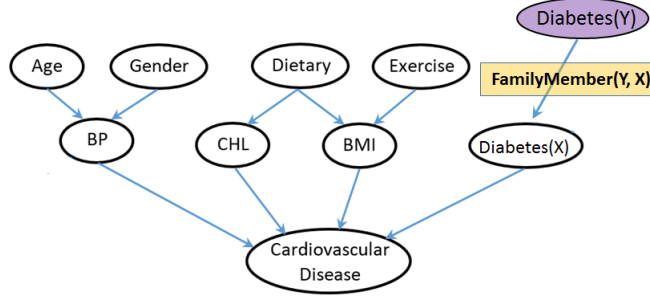 Diabetes(Y)
Age
Gender
Dietary
Exercise
FamilyMember(Y, X)
BP
CHL
BMI
Diabetes(X)
Cardiovascular
Disease